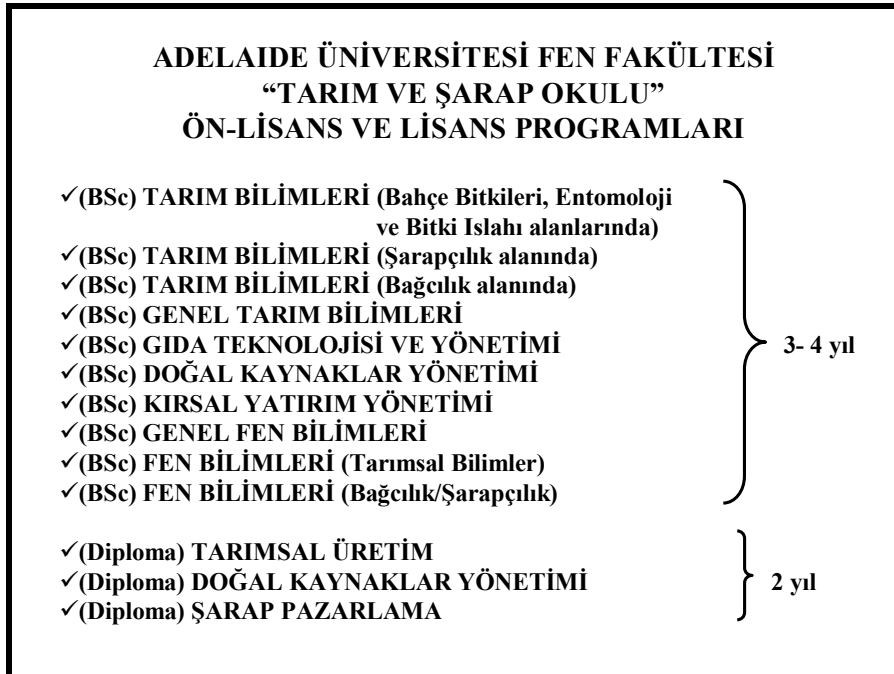 ADELAIDE ÜNİVERSİTESİ FEN FAKÜLTESİ
“TARIM VE ŞARAP OKULU”
ÖN-LİSANS VE LİSANS PROGRAMLARI
✓(BSc) TARIM BİLİMLERİ (Bahçe Bitkileri, Entomoloji
ve Bitki Islahı alanlarında)
✓(BSc) TARIM BİLİMLERİ (Şarapçılık alanında)
✓(BSc) TARIM BİLİMLERİ (Bağcılık alanında)
✓(BSc) GENEL TARIM BİLİMLERİ
✓(BSc) GIDA TEKNOLOJİSİ VE YÖNETİMİ
✓(BSc) DOĞAL KAYNAKLAR YÖNETİMİ
✓(BSc) KIRSAL YATIRIM YÖNETİMİ
✓(BSc) GENEL FEN BİLİMLERİ
✓(BSc) FEN BİLİMLERİ (Tarımsal Bilimler)
✓(BSc) FEN BİLİMLERİ (Bağcılık/Şarapçılık)
3- 4 yıl
✓(Diploma) TARIMSAL ÜRETİM
✓(Diploma) DOĞAL KAYNAKLAR YÖNETİMİ
✓(Diploma) ŞARAP PAZARLAMA
2 yıl